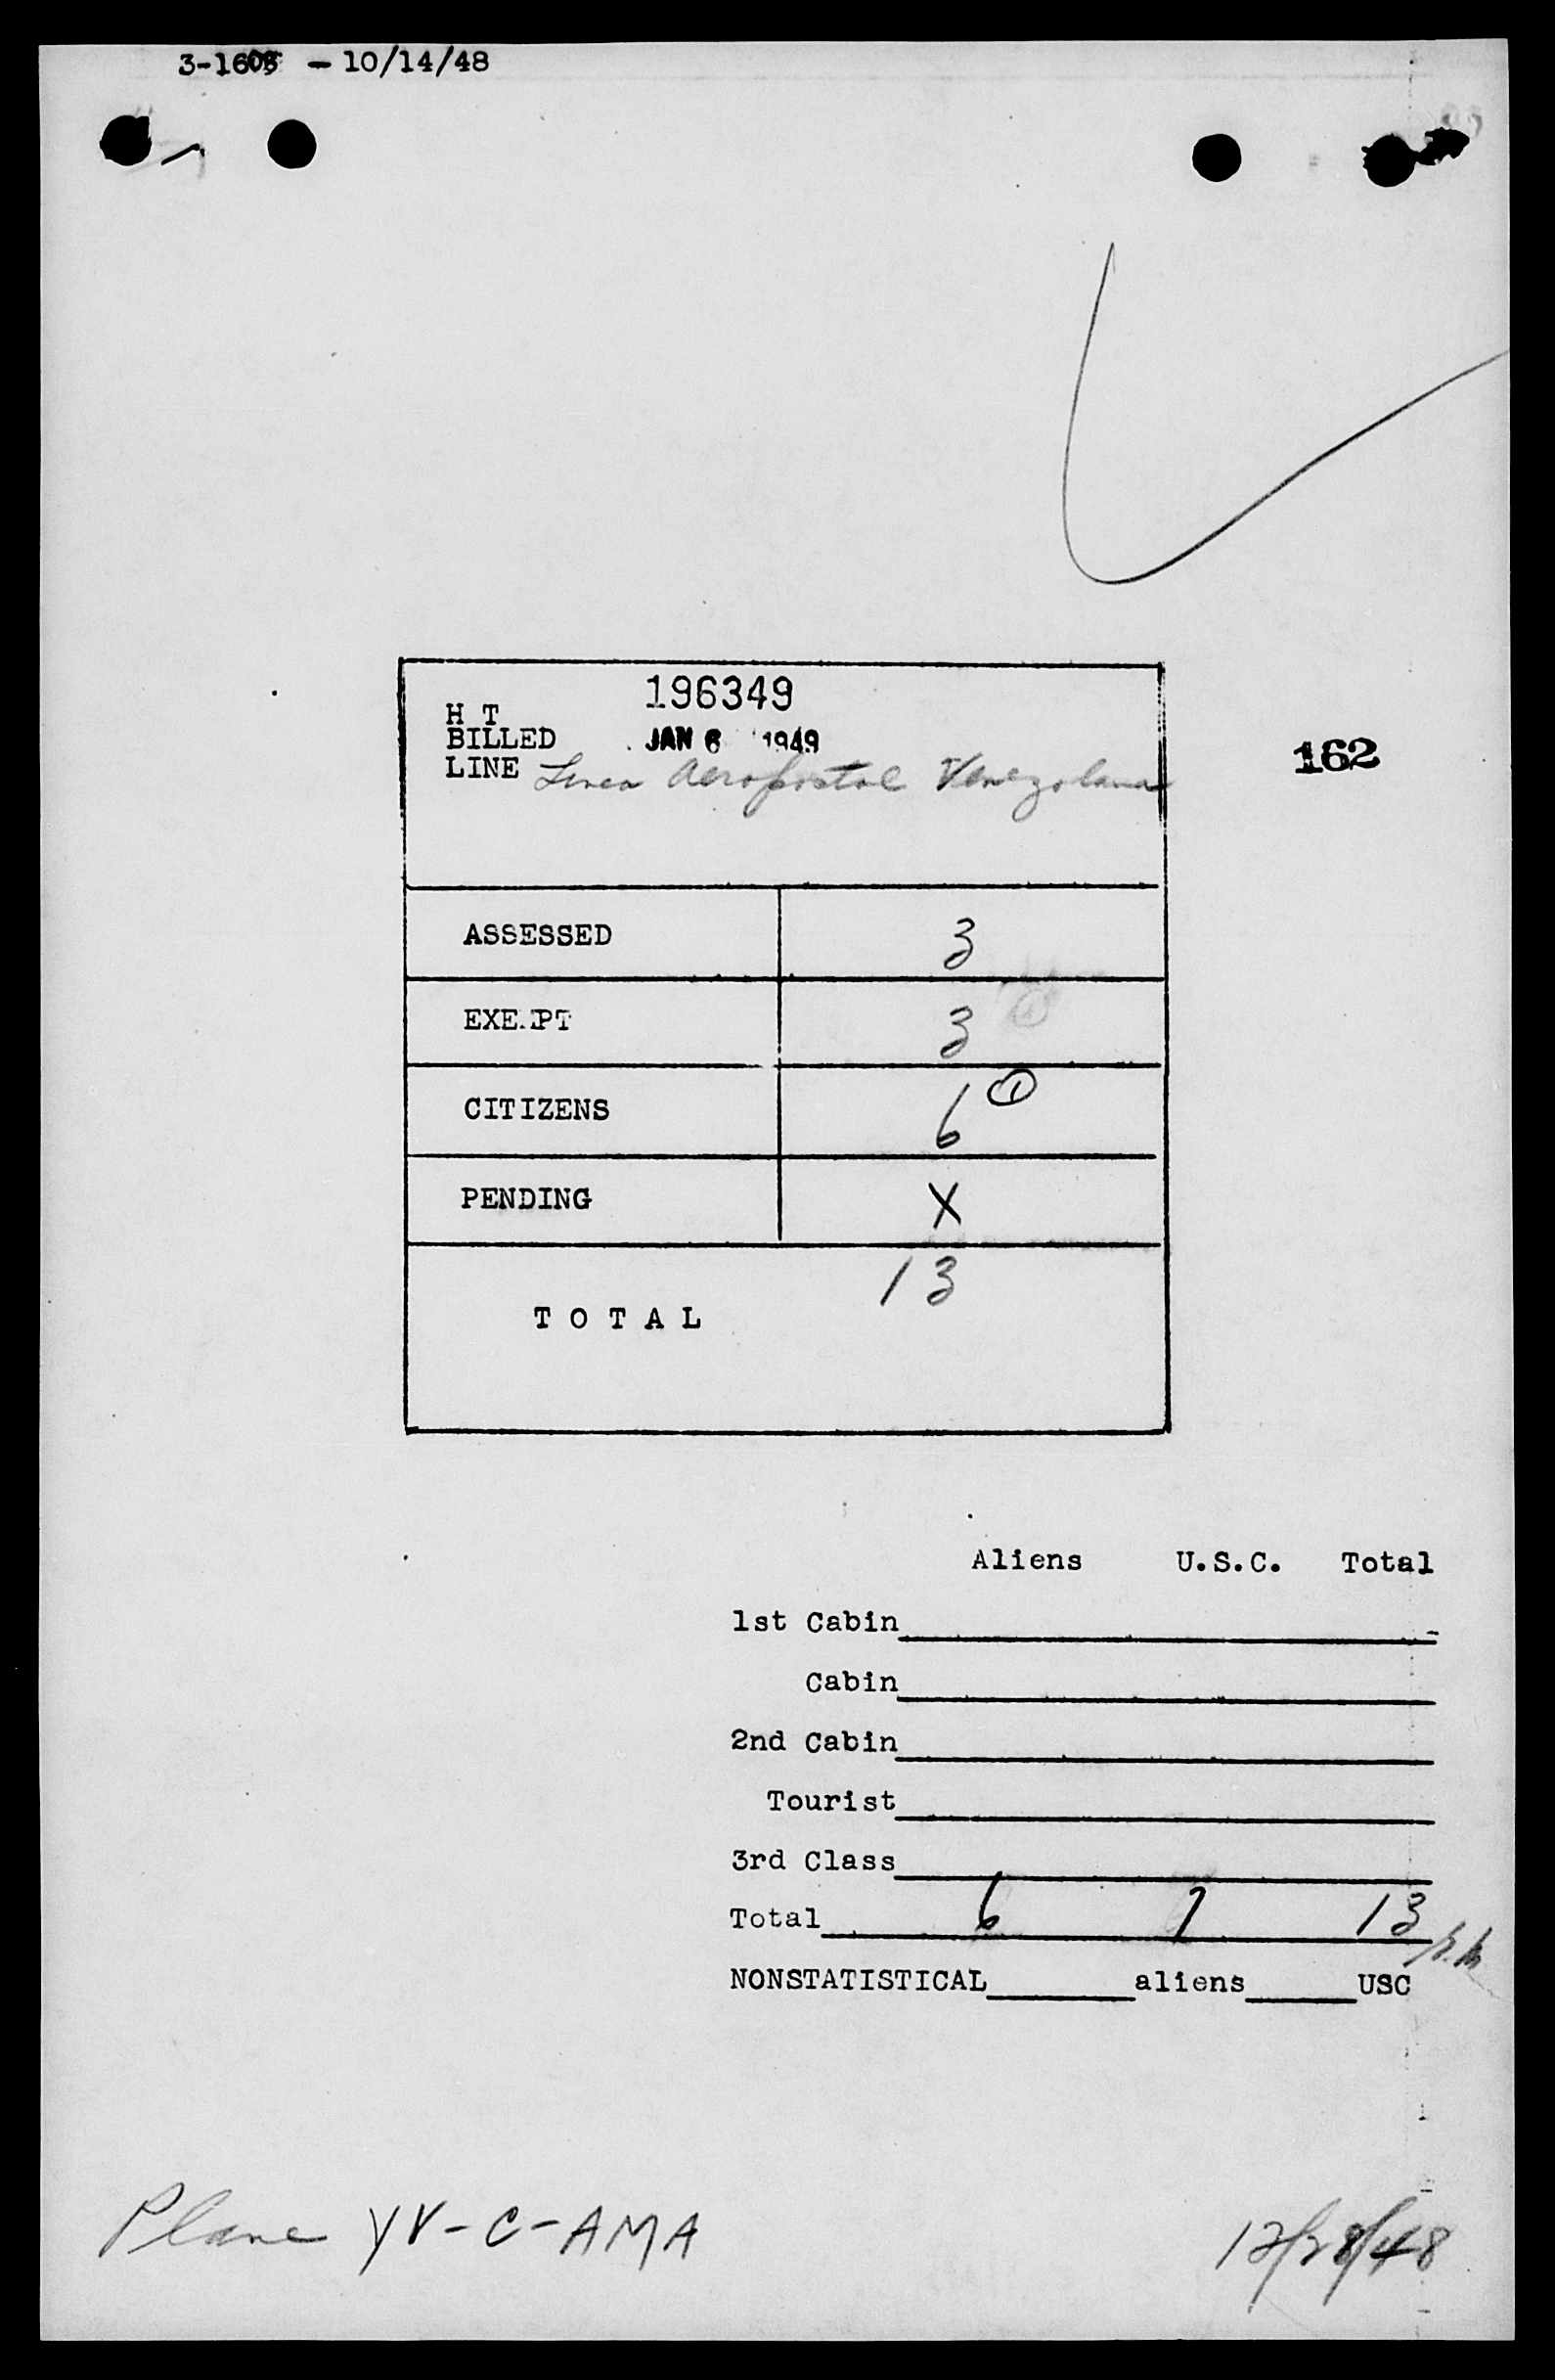 - 10/14/48
196349
H T
BILLED JAN 6 1949
LINE Linea Aeropostal Venezolana
162
ASSESSED 3
EXE.PT 3
CITIZENS 6 1
PENDING X
TOTAL 13
Aliens U.S.C. Total
1st Cabin
Cabin
2nd Cabin
Tourist
3rd Class
Total 6 7 13
NONSTATISTICAL aliens USC
Plane YV-C-AMA 12/28/48